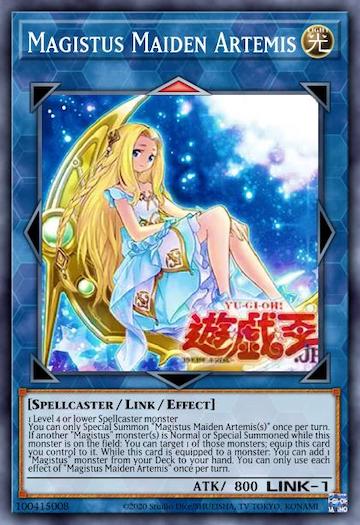 MAGISTUS MAIDEN ARTEMIS
LIGHT
光
YU-GI-OH!
遊戯王
.JP
[SPELLCASTER / LINK / EFFECT]
1 Level 4 or lower Spellcaster monster
You can only Special Summon "Magistus Maiden Artemis(s)" once per turn.
If another "Magistus" monster(s) is Normal or Special Summoned while this
monster is on the field: You can target 1 of those monsters; equip this card
you control to it. While this card is equipped to a monster: You can add 1
"Magistus" monster from your Deck to your hand. You can only use each
effect of "Magistus Maiden Artemis" once per turn.
ATK/ 800 LINK-1
100415008
©2020 Studio Dice/SHUEISHA, TV TOKYO, KONAMI